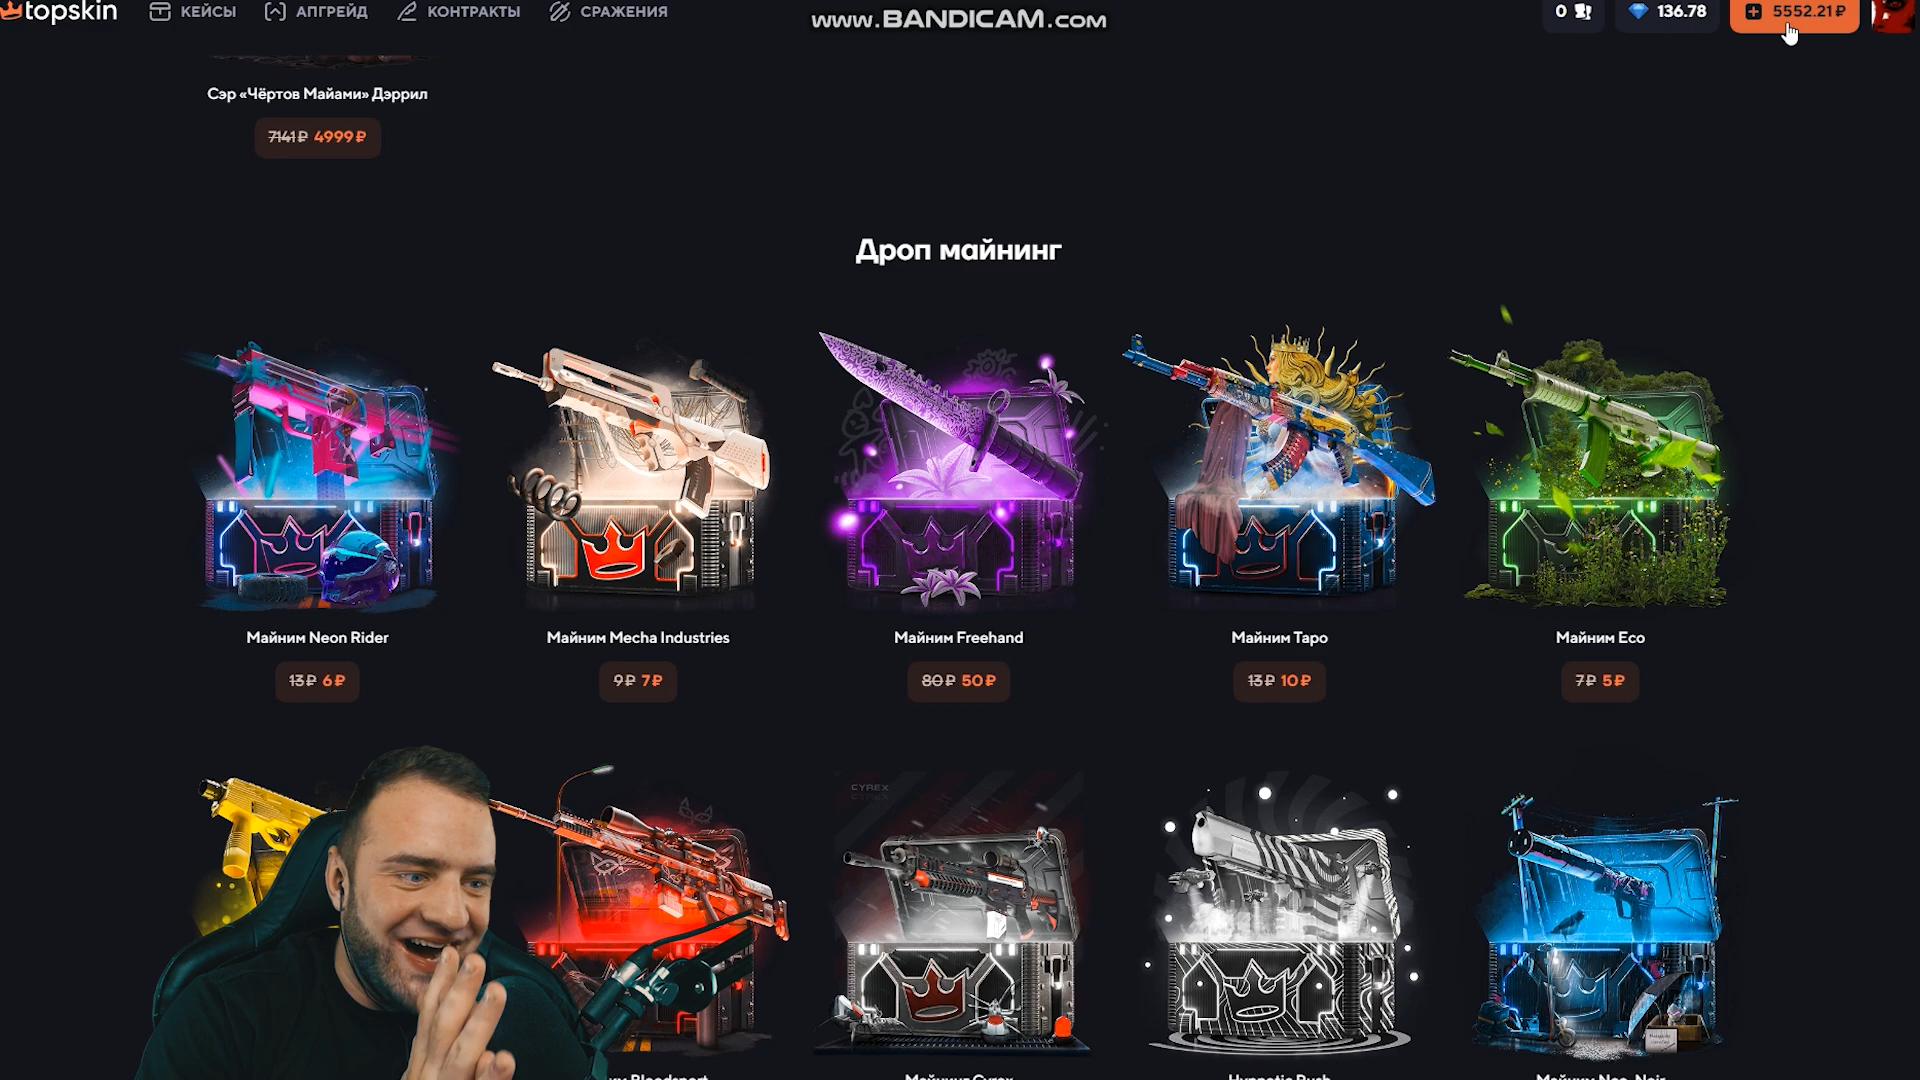 topskin
КЕЙСЫ
АПГРЕЙД
КОНТРАКТЫ
СРАЖЕНИЯ
www.BANDICAM.com
0
136.78
5552.21 ₽
Сэр «Чёртов Майами» Дэррил
7141 ₽ 4999 ₽
Дроп майнинг
Майним Neon Rider
Майним Mecha Industries
Майним Freehand
Майним Таро
Майним Eco
13 ₽ 6 ₽
9 ₽ 7 ₽
80 ₽ 50 ₽
13 ₽ 10 ₽
7 ₽ 5 ₽
CYREX
Bloodsport
Майнинг Cyrex
Hypnotic Rush
Майним Neo-Noir